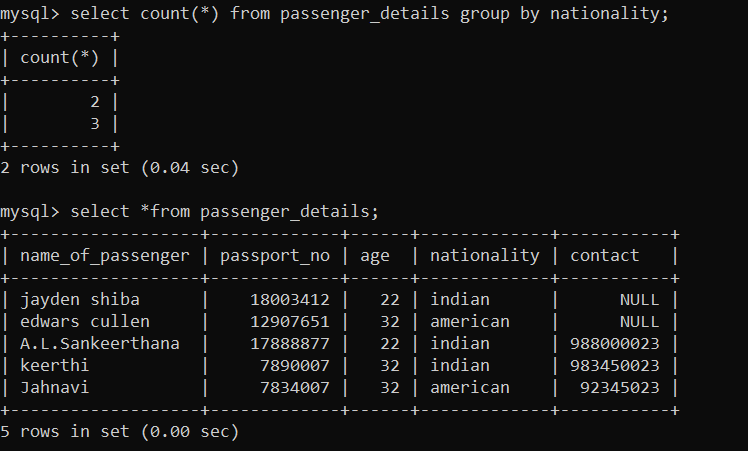 mysql> select count(*) from passenger_details group by nationality;
+----------+
| count(*) |
+----------+
|        2 |
|        3 |
+----------+
2 rows in set (0.04 sec)
mysql> select *from passenger_details;
+-------------------+-------------+------+-------------+-----------+
| name_of_passenger | passport_no | age  | nationality | contact   |
+-------------------+-------------+------+-------------+-----------+
| jayden shiba      |    18003412 |   22 | indian      |      NULL |
| edwars cullen     |    12907651 |   32 | american    |      NULL |
| A.L.Sankeerthana  |    17888877 |   22 | indian      | 988000023 |
| keerthi           |     7890007 |   32 | indian      | 983450023 |
| Jahnavi           |     7834007 |   32 | american    |  92345023 |
+-------------------+-------------+------+-------------+-----------+
5 rows in set (0.00 sec)